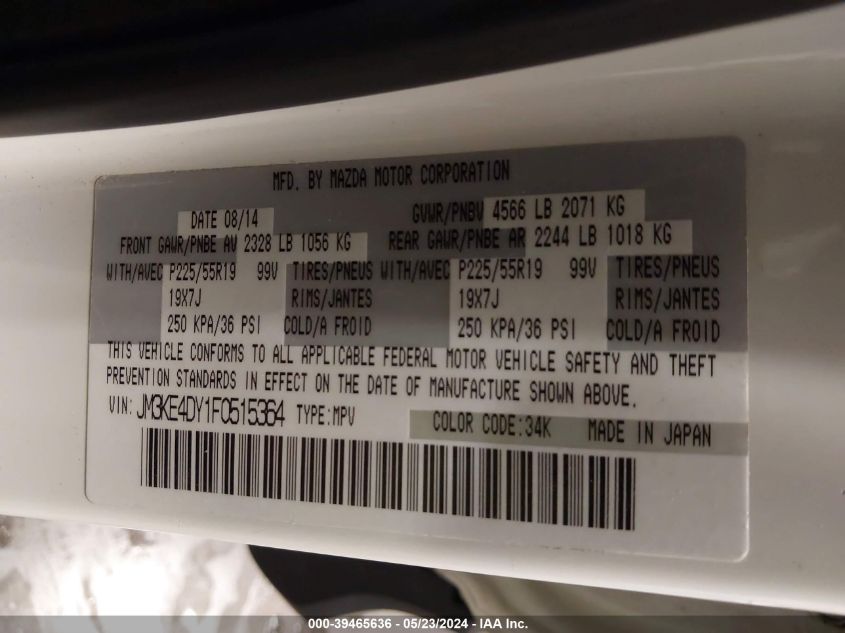 MFD. BY MAZDA MOTOR CORPORATION
DATE 08/14 GVWR/PNBV 4566 LB 2071 KG
FRONT GAWR/PNBE AV 2328 LB 1056 KG REAR GAWR/PNBE AR 2244 LB 1018 KG
WITH/AVEC P225/55R19 99V TIRES/PNEUS WITH/AVEC P225/55R19 99V TIRES/PNEUS
19X7J RIMS/JANTES 19X7J RIMS/JANTES
250 KPA/36 PSI COLD/A FROID 250 KPA/36 PSI COLD/A FROID
THIS VEHICLE CONFORMS TO ALL APPLICABLE FEDERAL MOTOR VEHICLE SAFETY AND THEFT
PREVENTION STANDARDS IN EFFECT ON THE DATE OF MANUFACTURE SHOWN ABOVE.
VIN: JM3KE4DY1F0515364 TYPE:MPV COLOR CODE:34K MADE IN JAPAN
000-39465636 - 05/23/2024 - IAA Inc.